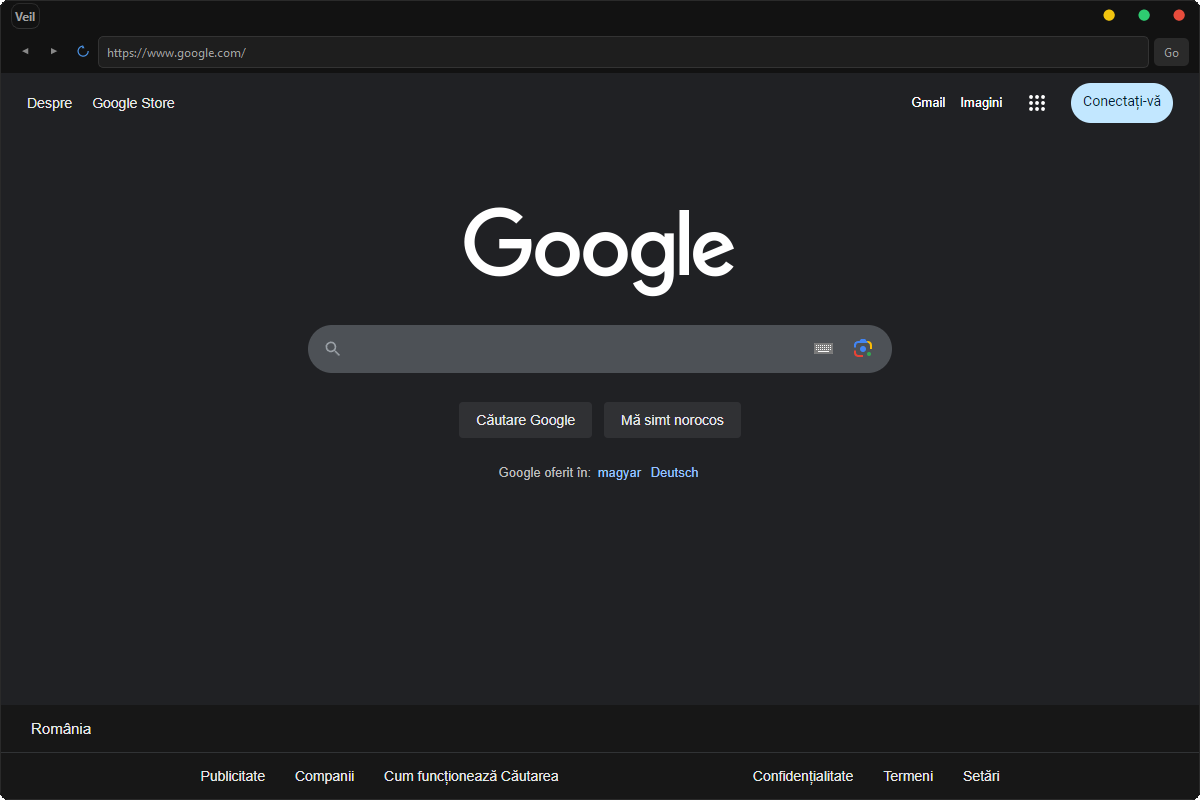 Veil
https://www.google.com/
Go
Despre Google Store
Gmail Imagini
Conectați-vă
Google
Căutare Google
Mă simt norocos
Google oferit în: magyar Deutsch
România
Publicitate Companii Cum funcționează Căutarea
Confidențialitate Termeni Setări